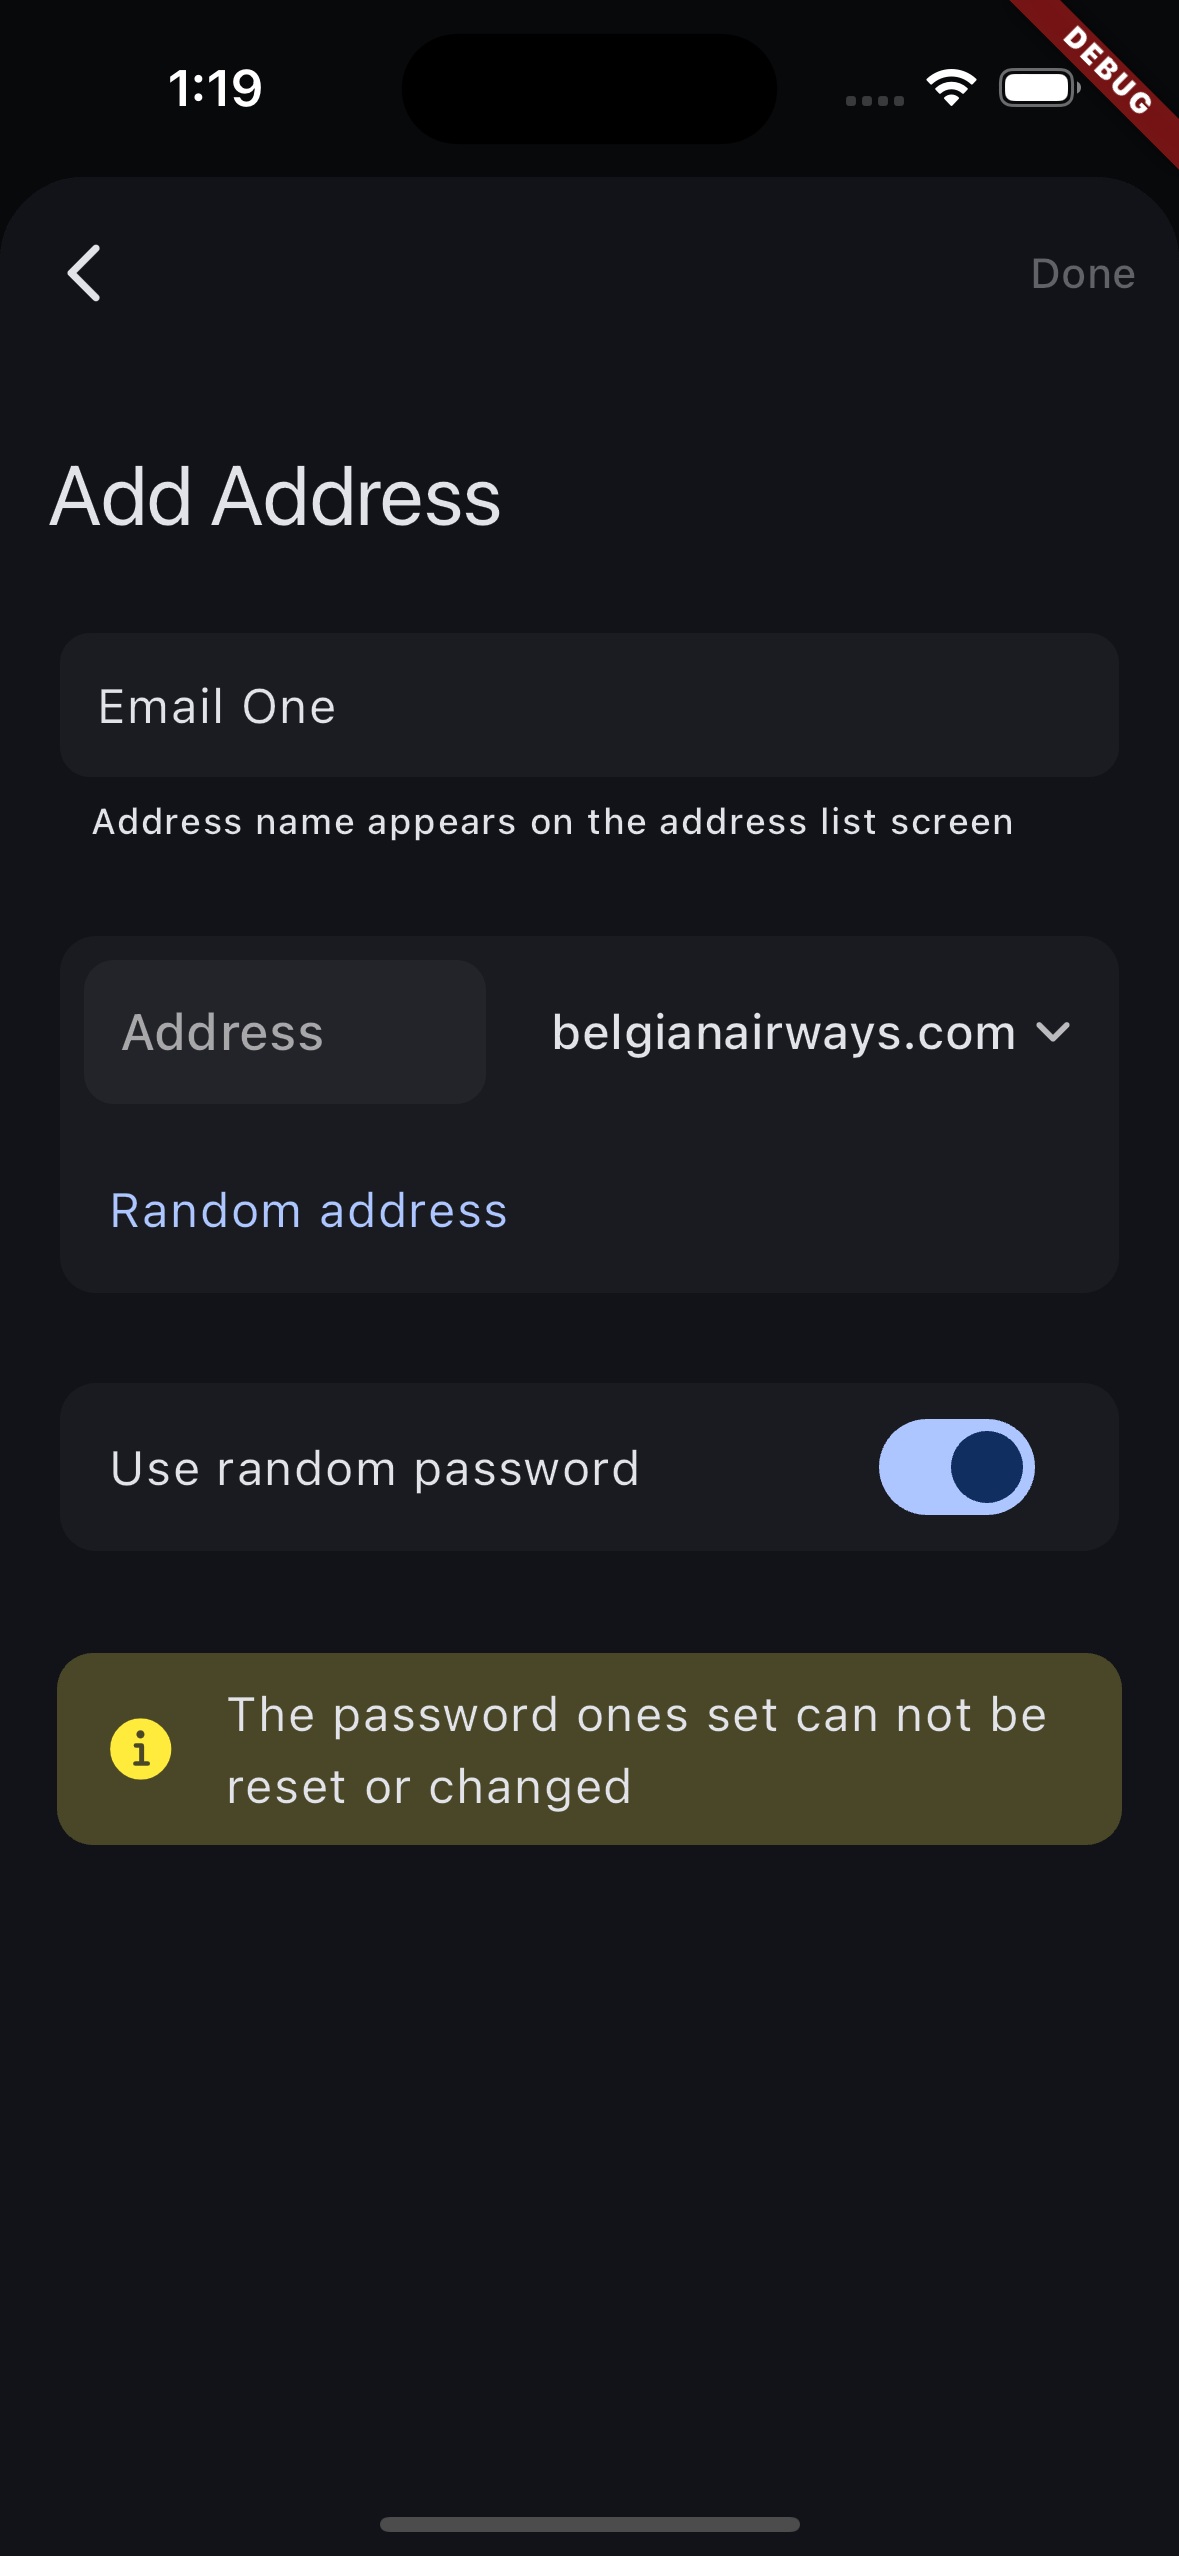 1:19
DEBUG
Done
Add Address
Email One
Address name appears on the address list screen
Address
belgianairways.com
Random address
Use random password
The password ones set can not be
reset or changed